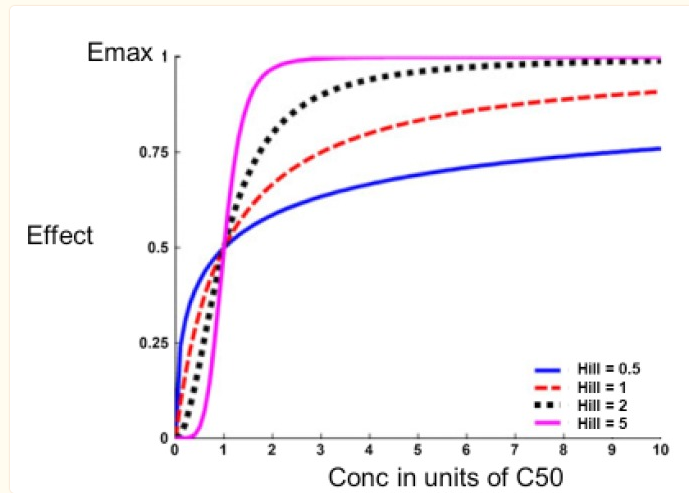 Emax 1
0.75
Effect
0.5
0.25
0
0 1 2 3 4 5 6 7 8 9 10
Conc in units of C50
Hill = 0.5
Hill = 1
Hill = 2
Hill = 5